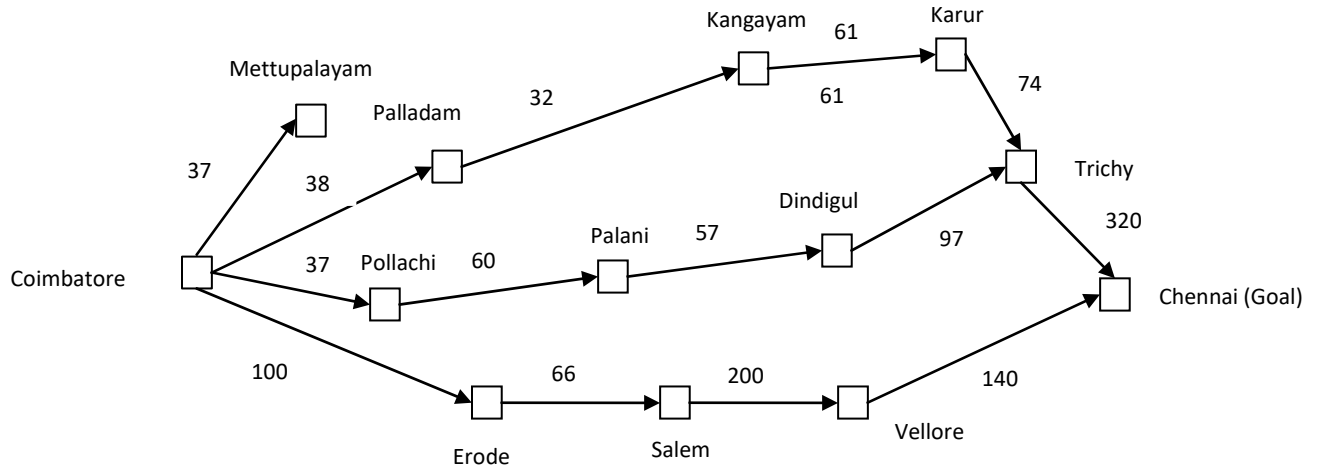 Karur
Kangayam
61
Mettupalayam
74
32
61
Palladam
37
38
Trichy
Dindigul
320
Palani
57
97
37
Pollachi
60
Coimbatore
Chennai (Goal)
100
66
200
140
Vellore
Erode
Salem